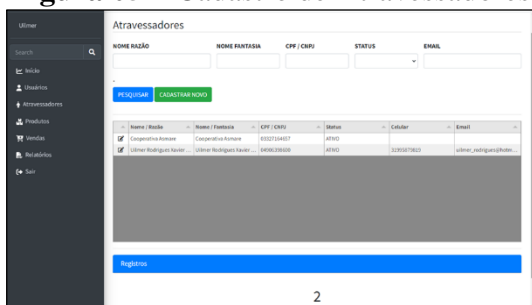 Ulimer
Search
Início
Usuários
Atravessadores
Produtos
Vendas
Relatórios
Sair
Atravessadores
NOME RAZÃO NOME FANTASIA CPF / CNPJ STATUS EMAIL
PESQUISAR CADASTRAR NOVO
Nome / Razão Nome / Fantasia CPF / CNPJ Status Celular Email
Cooperativa Asmare Cooperativa Asmare ATIVO
Ulimer Rodrigues Xavier ... Ulimer Rodrigues Xavier ... ATIVO
Registros
2